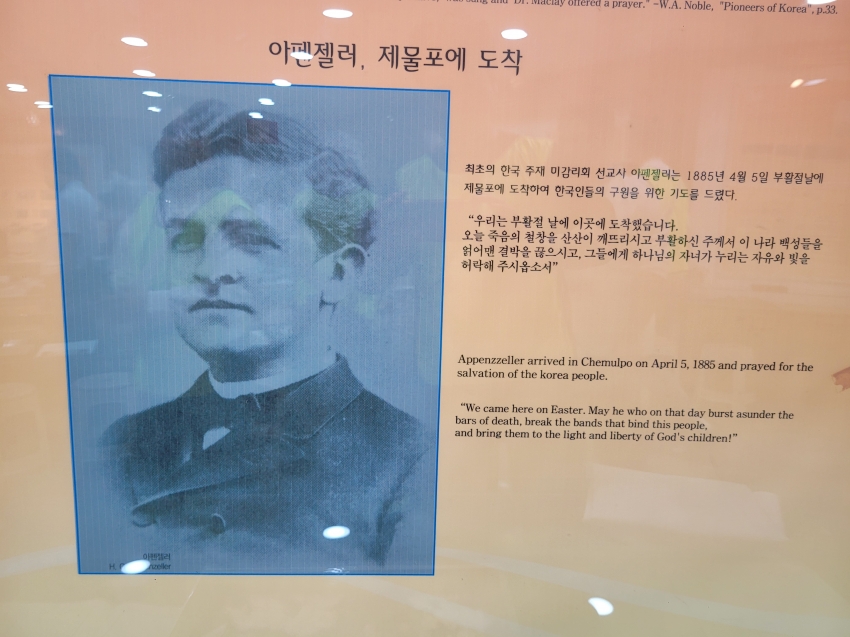 was sung and Dr. Maclay offered a prayer." -W.A. Noble, "Pioneers of Korea", p.33.
아펜젤러, 제물포에 도착
최초의 한국 주재 미감리회 선교사 아펜젤러는 1885년 4월 5일 부활절날에
제물포에 도착하여 한국인들의 구원을 위한 기도를 드렸다.
“우리는 부활절 날에 이곳에 도착했습니다.
오늘 죽음의 철창을 산산이 깨뜨리시고 부활하신 주께서 이 나라 백성들을
얽어맨 결박을 끊으시고, 그들에게 하나님의 자녀가 누리는 자유와 빛을
허락해 주시옵소서”
Appenzzeller arrived in Chemulpo on April 5, 1885 and prayed for the
salvation of the korea people.
“We came here on Easter. May he who on that day burst asunder the
bars of death, break the bands that bind this people,
and bring them to the light and liberty of God's children!”
아펜젤러
H.